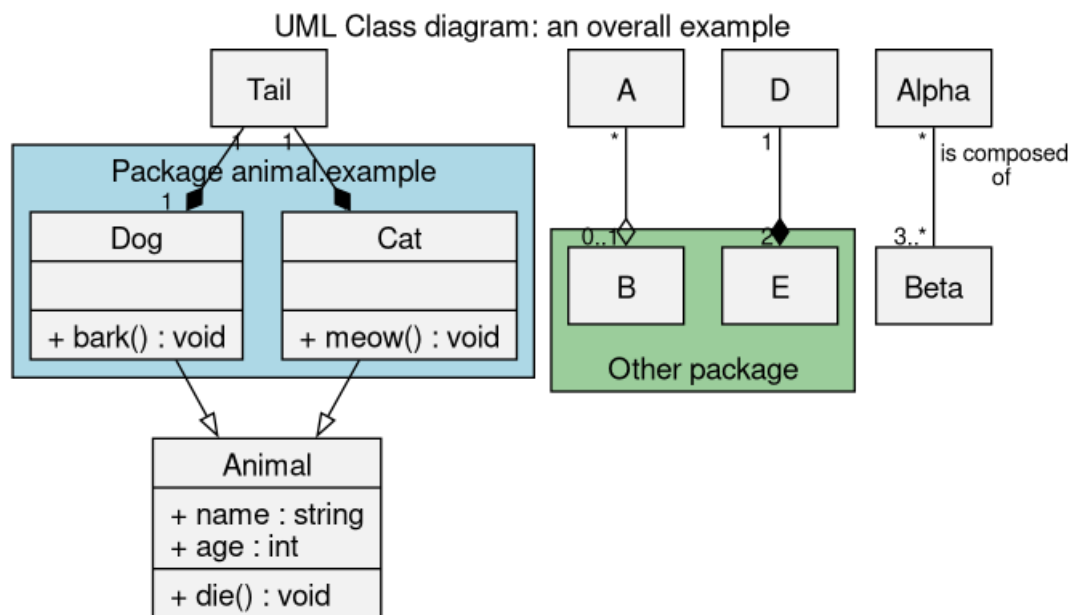 UML Class diagram: an overall example
Tail
A
D
Alpha
1
1
*
1
*
is composed
of
Package animal.example
1
Dog
Cat
+ bark() : void
+ meow() : void
0..1
2
3..*
B
E
Beta
Other package
Animal
+ name : string
+ age : int
+ die() : void